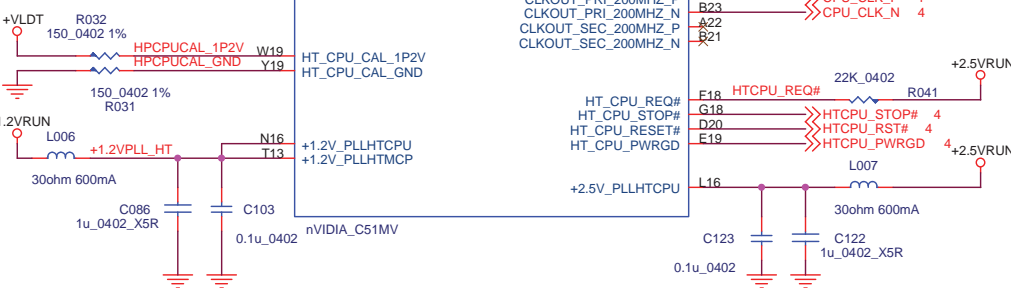 CLKOUT_PRI_200MHZ_P
CLKOUT_PRI_200MHZ_N B23 CPU_CLK_N 4
CLKOUT_SEC_200MHZ_P A22
CLKOUT_SEC_200MHZ_N B21
+VLDT
R032
150_0402 1%
HPCPUCAL_1P2V W19 HT_CPU_CAL_1P2V
HPCPUCAL_GND Y19 HT_CPU_CAL_GND
150_0402 1%
R031
+2.5VRUN
22K_0402
R041
HT_CPU_REQ# F18 HTCPU_REQ#
HT_CPU_STOP# G18 HTCPU_STOP# 4
HT_CPU_RESET# D20 HTCPU_RST# 4
HT_CPU_PWRGD E19 HTCPU_PWRGD 4
1.2VRUN
L006
+1.2VPLL_HT
30ohm 600mA
N16 +1.2V_PLLHTCPU
T13 +1.2V_PLLHTMCP
+2.5VRUN
L007
+2.5V_PLLHTCPU L16
30ohm 600mA
C086
1u_0402_X5R
C103
0.1u_0402
nVIDIA_C51MV
C123
0.1u_0402
C122
1u_0402_X5R